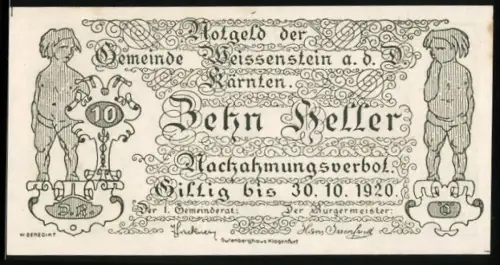 Notgeld der
Gemeinde Weissenstein a. d. D.
Kärnten.
10
Zehn Heller
Nachahmungsverbot.
Giltig bis 30. 10. 1920.
Der 1. Gemeinderat: Der Bürgermeister:
W. BENEDIKT
Gutenberghaus Klagenfurt